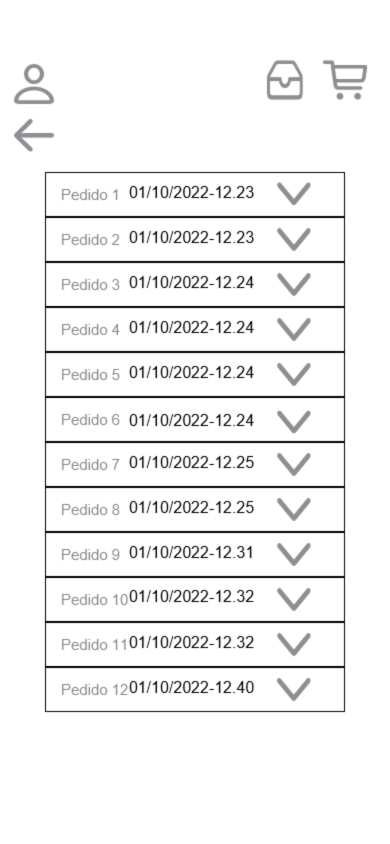 Pedido 1 01/10/2022-12.23
Pedido 2 01/10/2022-12.23
Pedido 3 01/10/2022-12.24
Pedido 4 01/10/2022-12.24
Pedido 5 01/10/2022-12.24
Pedido 6 01/10/2022-12.24
Pedido 7 01/10/2022-12.25
Pedido 8 01/10/2022-12.25
Pedido 9 01/10/2022-12.31
Pedido 10 01/10/2022-12.32
Pedido 11 01/10/2022-12.32
Pedido 12 01/10/2022-12.40